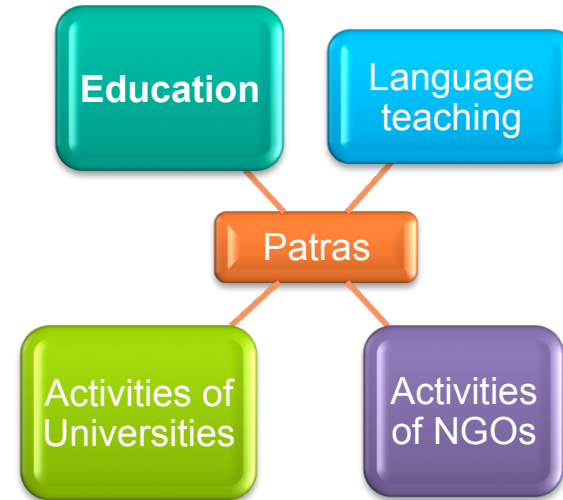 Education
Language
teaching
Patras
Activities of
Universities
Activities
of NGOs